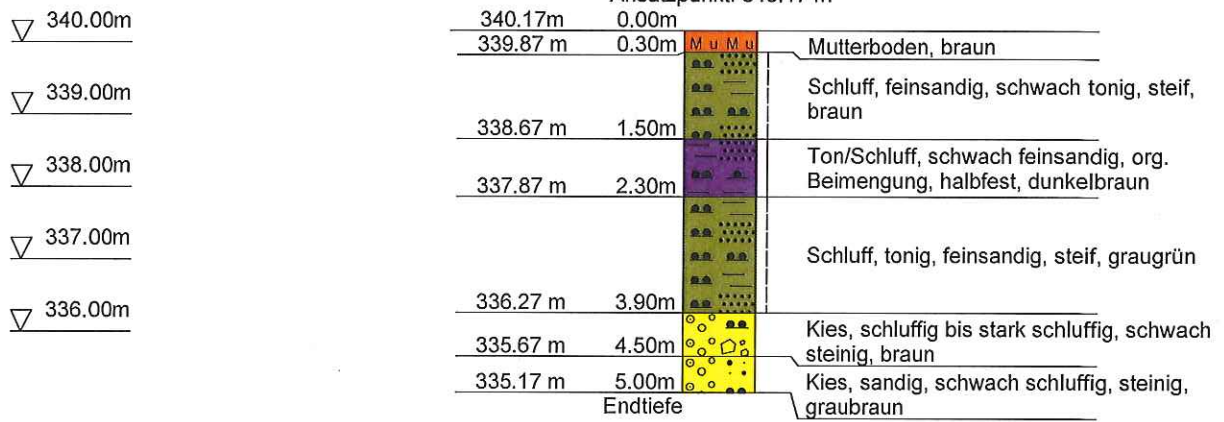 340.00m
339.00m
338.00m
337.00m
336.00m
340.17m 0.00m
339.87 m 0.30m M u M u Mutterboden, braun
Schluff, feinsandig, schwach tonig, steif,
braun
338.67 m 1.50m
Ton/Schluff, schwach feinsandig, org.
Beimengung, halbfest, dunkelbraun
337.87 m 2.30m
Schluff, tonig, feinsandig, steif, graugrün
336.27 m 3.90m
Kies, schluffig bis stark schluffig, schwach
steinig, braun
335.67 m 4.50m
Kies, sandig, schwach schluffig, steinig,
graubraun
335.17 m 5.00m
Endtiefe